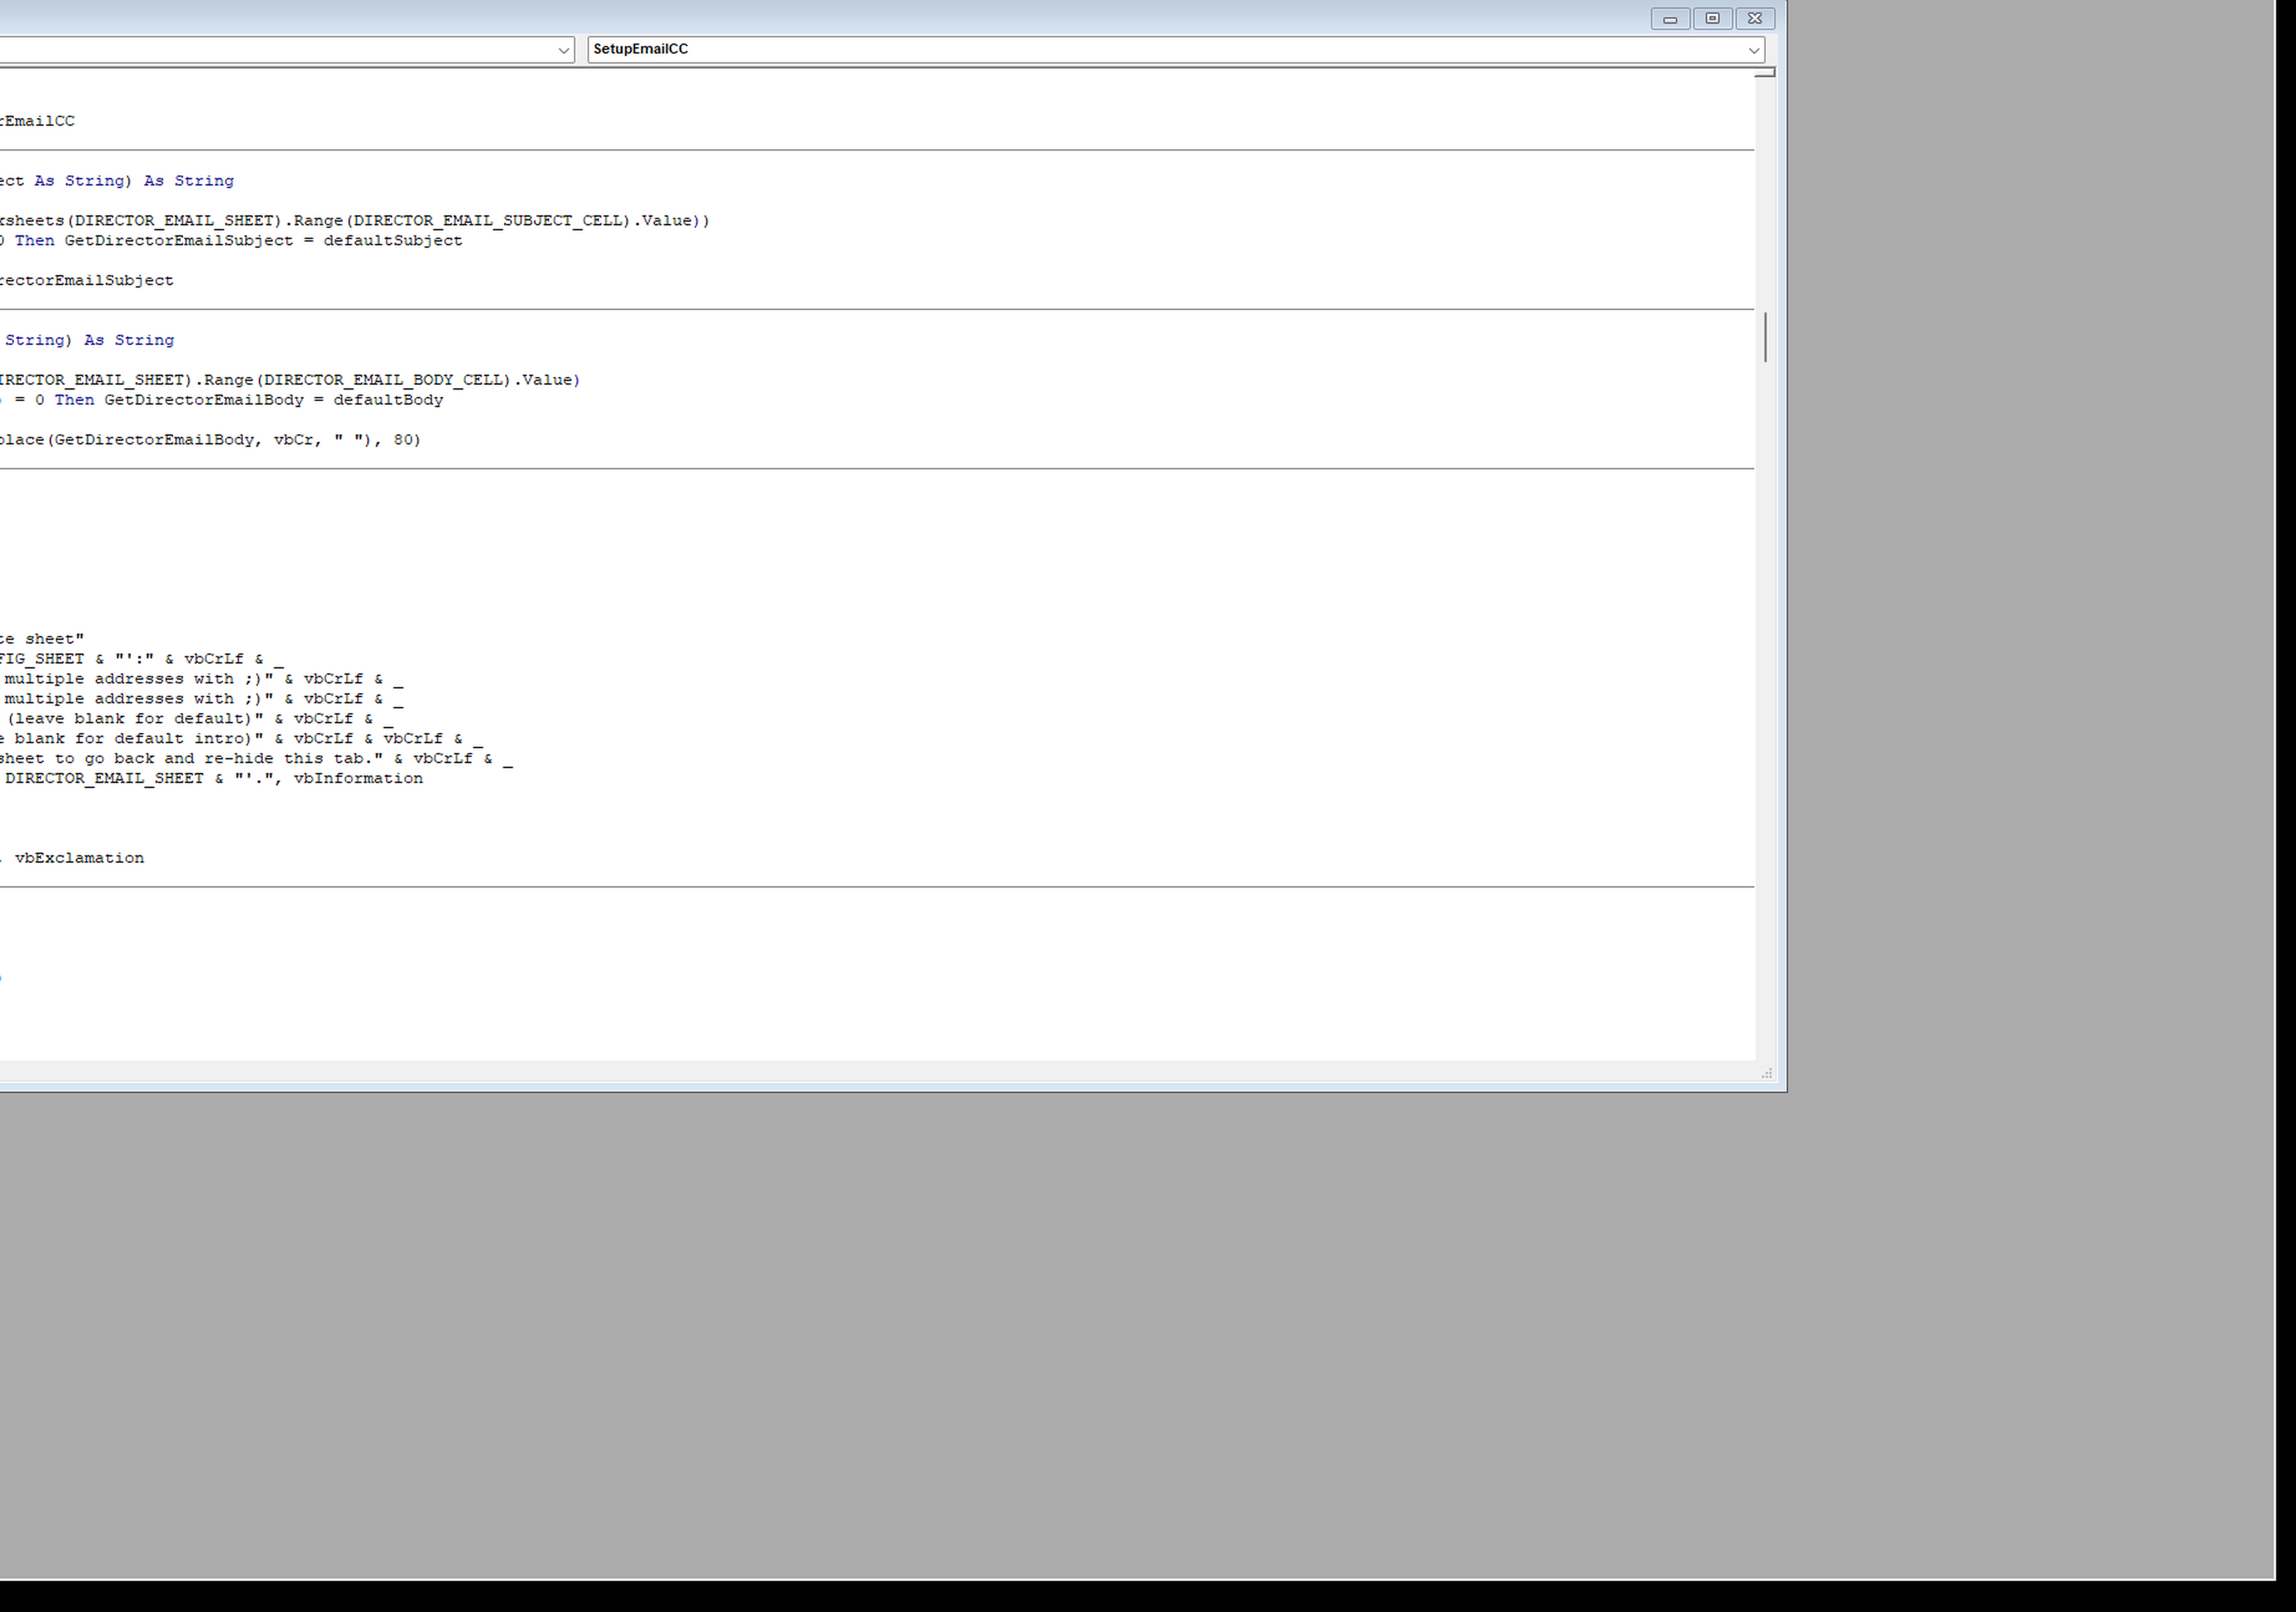 SetupEmailCC
rEmailCC
ect As String) As String
ksheets(DIRECTOR_EMAIL_SHEET).Range(DIRECTOR_EMAIL_SUBJECT_CELL).Value))
0 Then GetDirectorEmailSubject = defaultSubject
rectorEmailSubject
String) As String
IRECTOR_EMAIL_SHEET).Range(DIRECTOR_EMAIL_BODY_CELL).Value)
= 0 Then GetDirectorEmailBody = defaultBody
place(GetDirectorEmailBody, vbCr, " "), 80)
te sheet"
FIG_SHEET & "':" & vbCrLf & _
multiple addresses with ;)" & vbCrLf & _
multiple addresses with ;)" & vbCrLf & _
(leave blank for default)" & vbCrLf & _
e blank for default intro)" & vbCrLf & vbCrLf & _
sheet to go back and re-hide this tab." & vbCrLf & _
DIRECTOR_EMAIL_SHEET & "'.", vbInformation
, vbExclamation